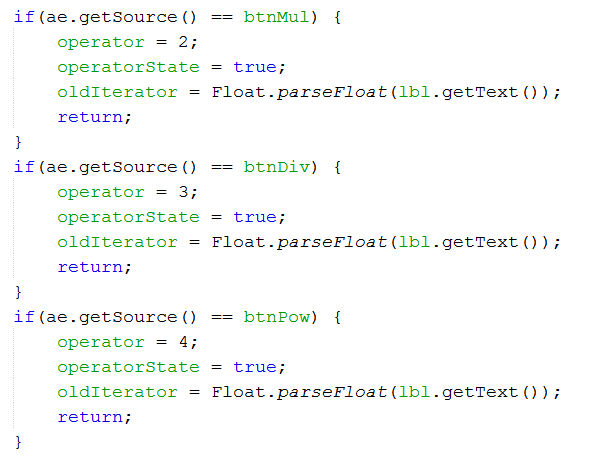 if(ae.getSource() == btnMul) {
    operator = 2;
    operatorState = true;
    oldIterator = Float.parseFloat(lbl.getText());
    return;
}
if(ae.getSource() == btnDiv) {
    operator = 3;
    operatorState = true;
    oldIterator = Float.parseFloat(lbl.getText());
    return;
}
if(ae.getSource() == btnPow) {
    operator = 4;
    operatorState = true;
    oldIterator = Float.parseFloat(lbl.getText());
    return;
}